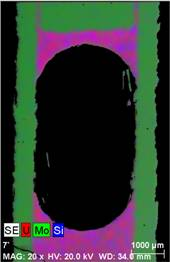 SE U Mo Si
7'
1000 µm
MAG: 20 x HV: 20.0 kV WD: 34.0 mm